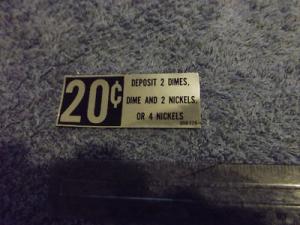 20¢
DEPOSIT 2 DIMES,
DIME AND 2 NICKELS,
OR 4 NICKELS